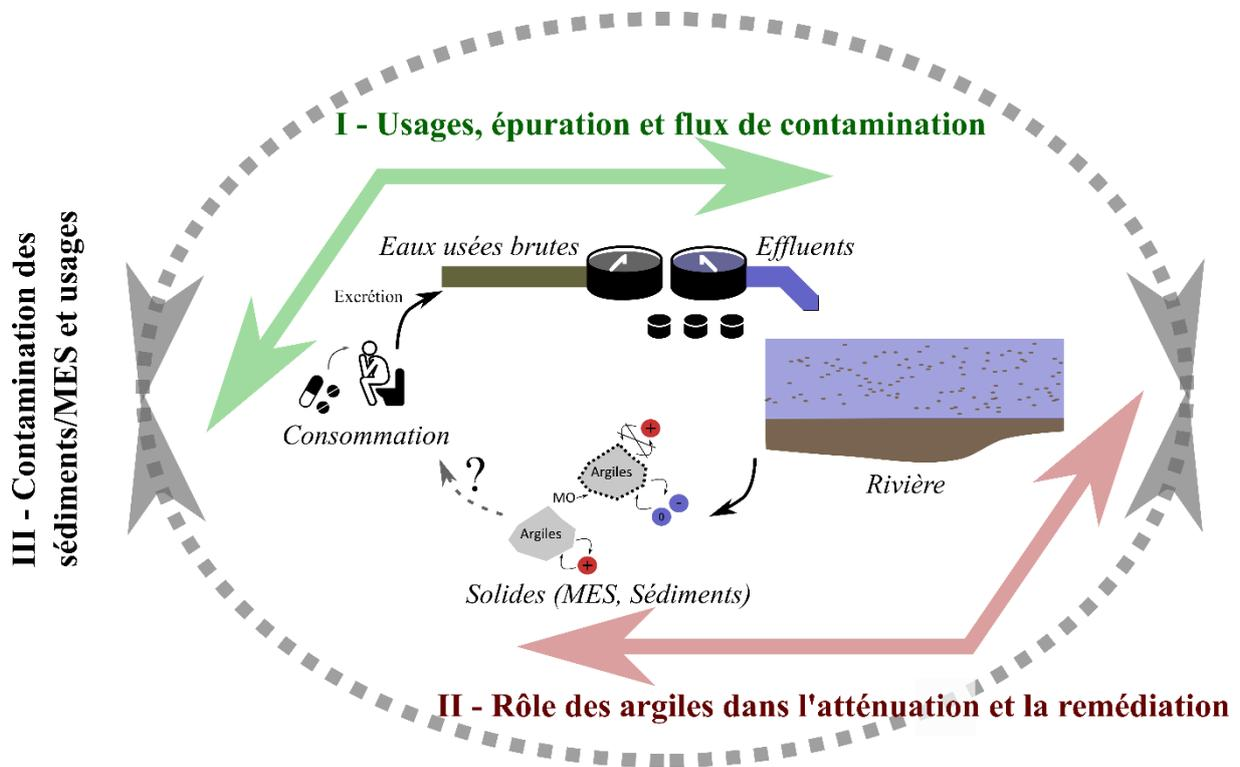 I - Usages, épuration et flux de contamination
III - Contamination des
sédiments/MES et usages
Eaux usées brutes
Effluents
Excrétion
Consommation
?
+
Argiles
MO
-
0
Argiles
+
Rivière
Solides (MES, Sédiments)
II - Rôle des argiles dans l'atténuation et la remédiation